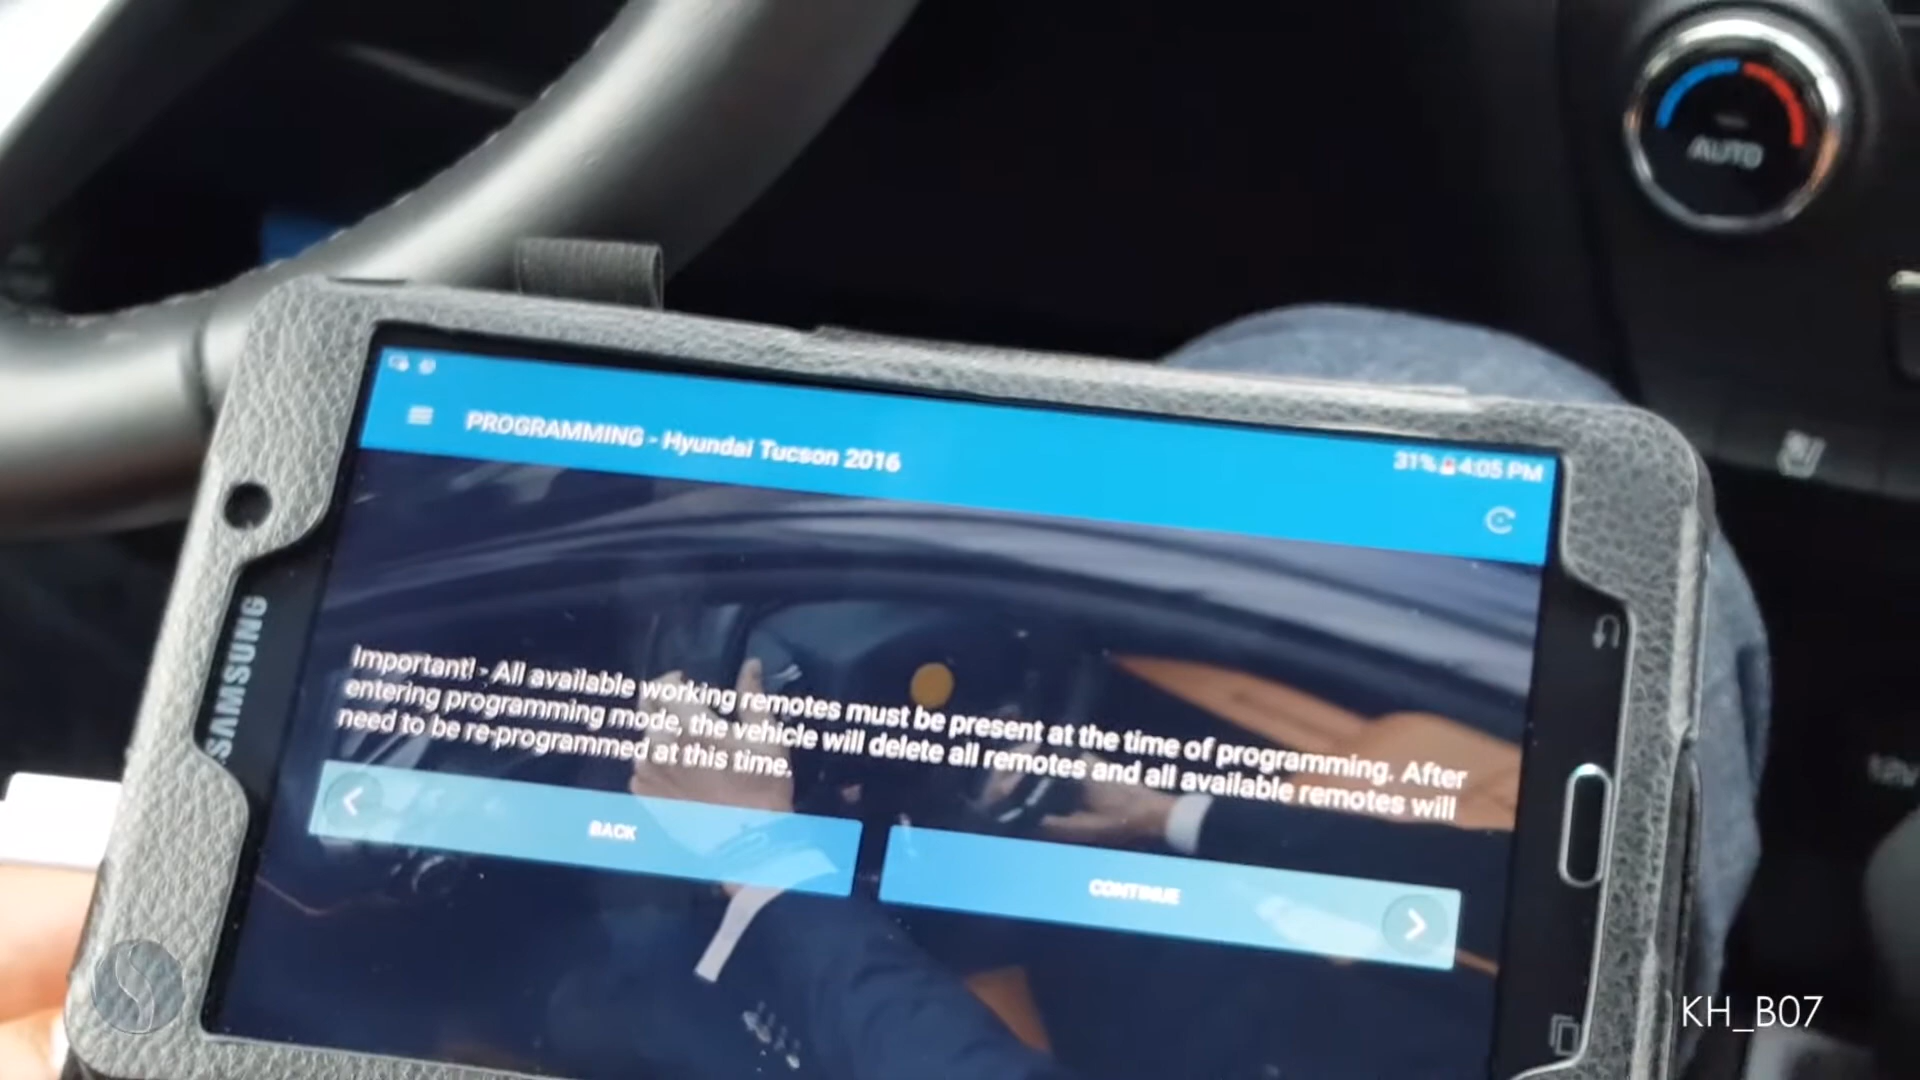 AUTO
PROGRAMMING - Hyundai Tucson 2016
31% 4:05 PM
SAMSUNG
Important! - All available working remotes must be present at the time of programming. After
entering programming mode, the vehicle will delete all remotes and all available remotes will
need to be re-programmed at this time.
BACK
CONTINUE
KH_B07